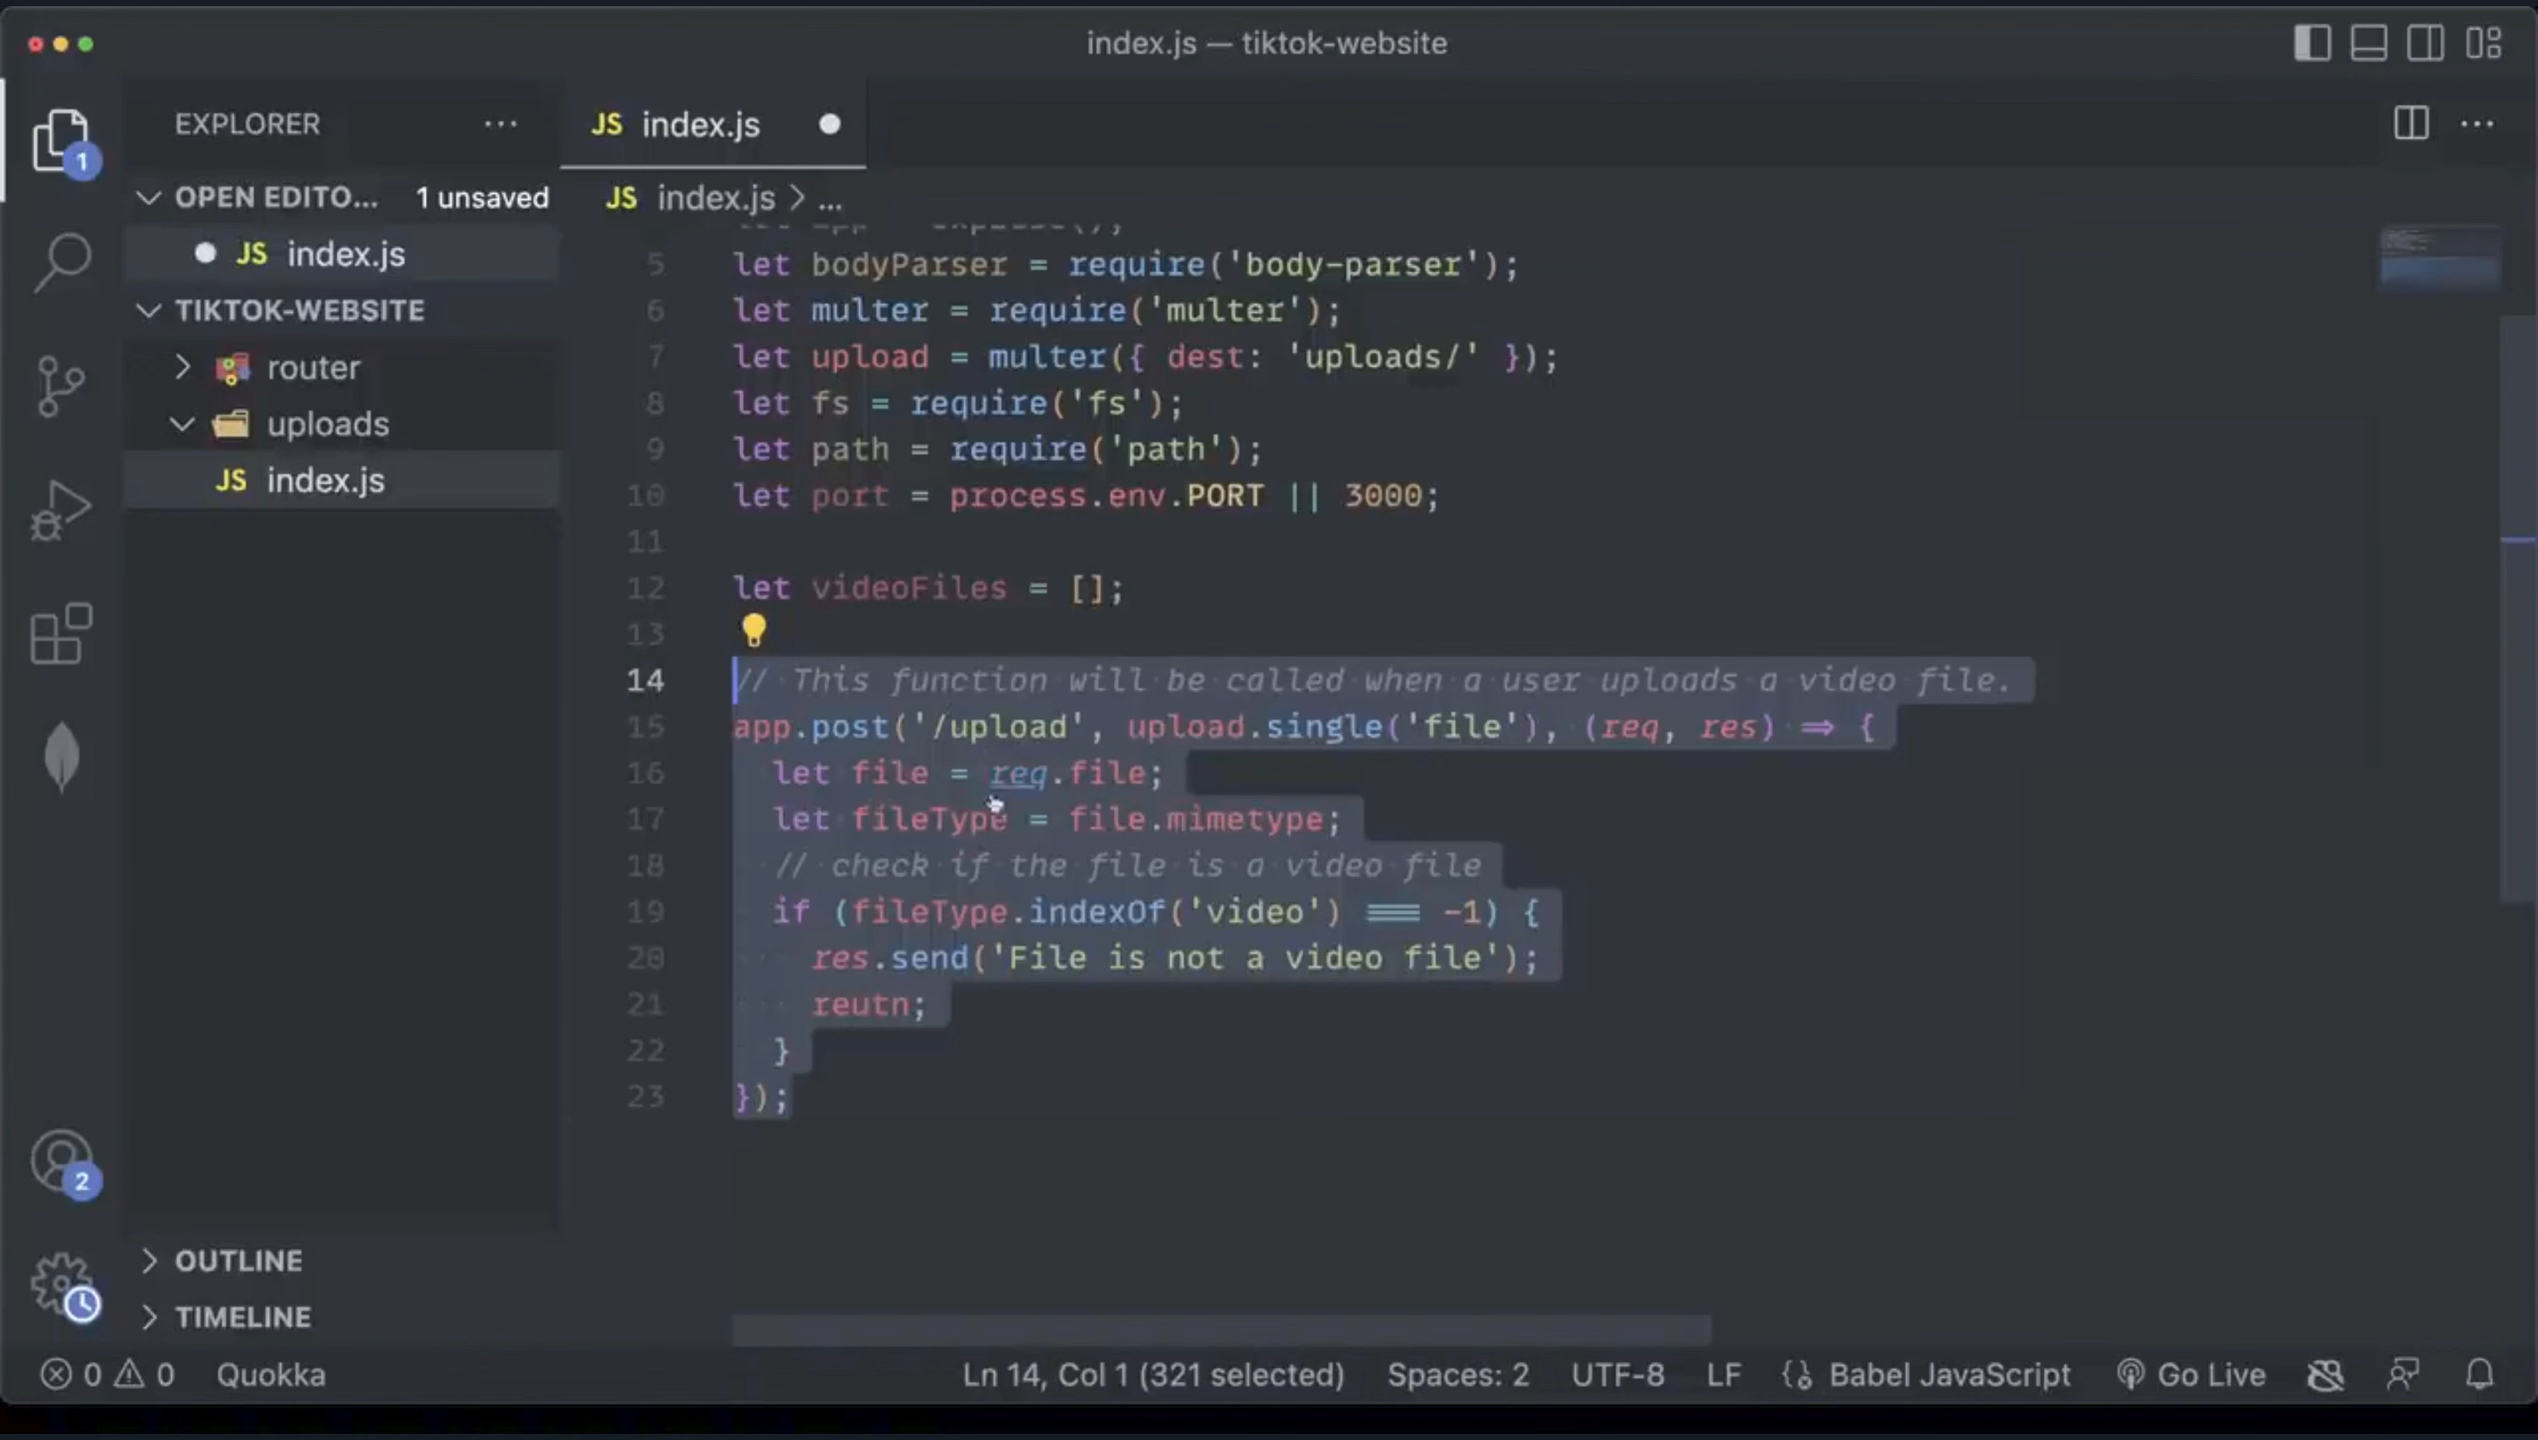 index.js — tiktok-website
EXPLORER
JS index.js
1
OPEN EDITO... 1 unsaved
JS index.js > ...
JS index.js
TIKTOK-WEBSITE
router
uploads
JS index.js
5 let bodyParser = require('body-parser');
6 let multer = require('multer');
7 let upload = multer({ dest: 'uploads/' });
8 let fs = require('fs');
9 let path = require('path');
10 let port = process.env.PORT || 3000;
11
12 let videoFiles = [];
13
14 // This function will be called when a user uploads a video file.
15 app.post('/upload', upload.single('file'), (req, res) => {
16 let file = req.file;
17 let fileType = file.mimetype;
18 // check if the file is a video file
19 if (fileType.indexOf('video') === -1) {
20 res.send('File is not a video file');
21 reutn;
22 }
23 });
2
OUTLINE
TIMELINE
0 0 Quokka Ln 14, Col 1 (321 selected) Spaces: 2 UTF-8 LF Babel JavaScript Go Live